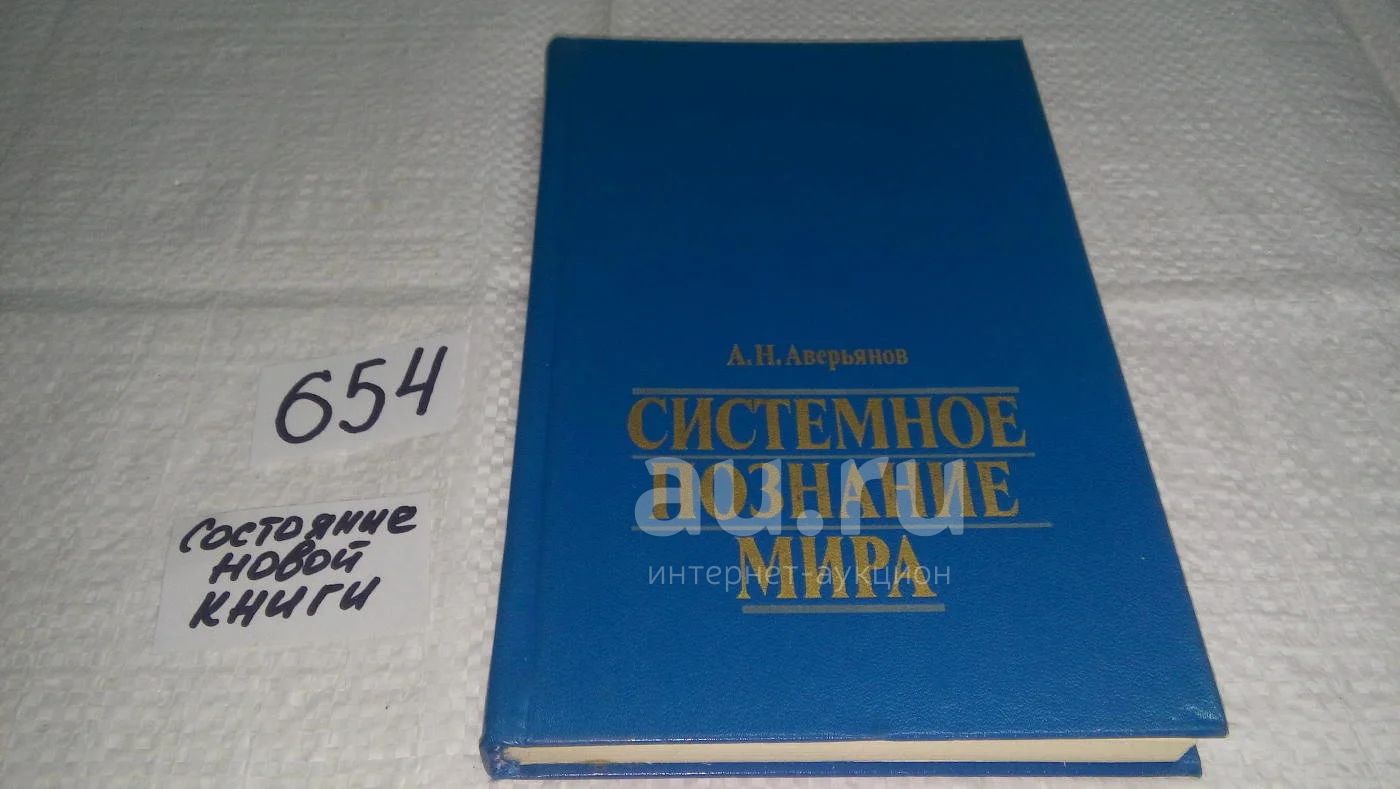 654
состояние
новой
книги
А.Н.Аверьянов
СИСТЕМНОЕ
ПОЗНАНИЕ
МИРА
au.ru
интернет-аукцион